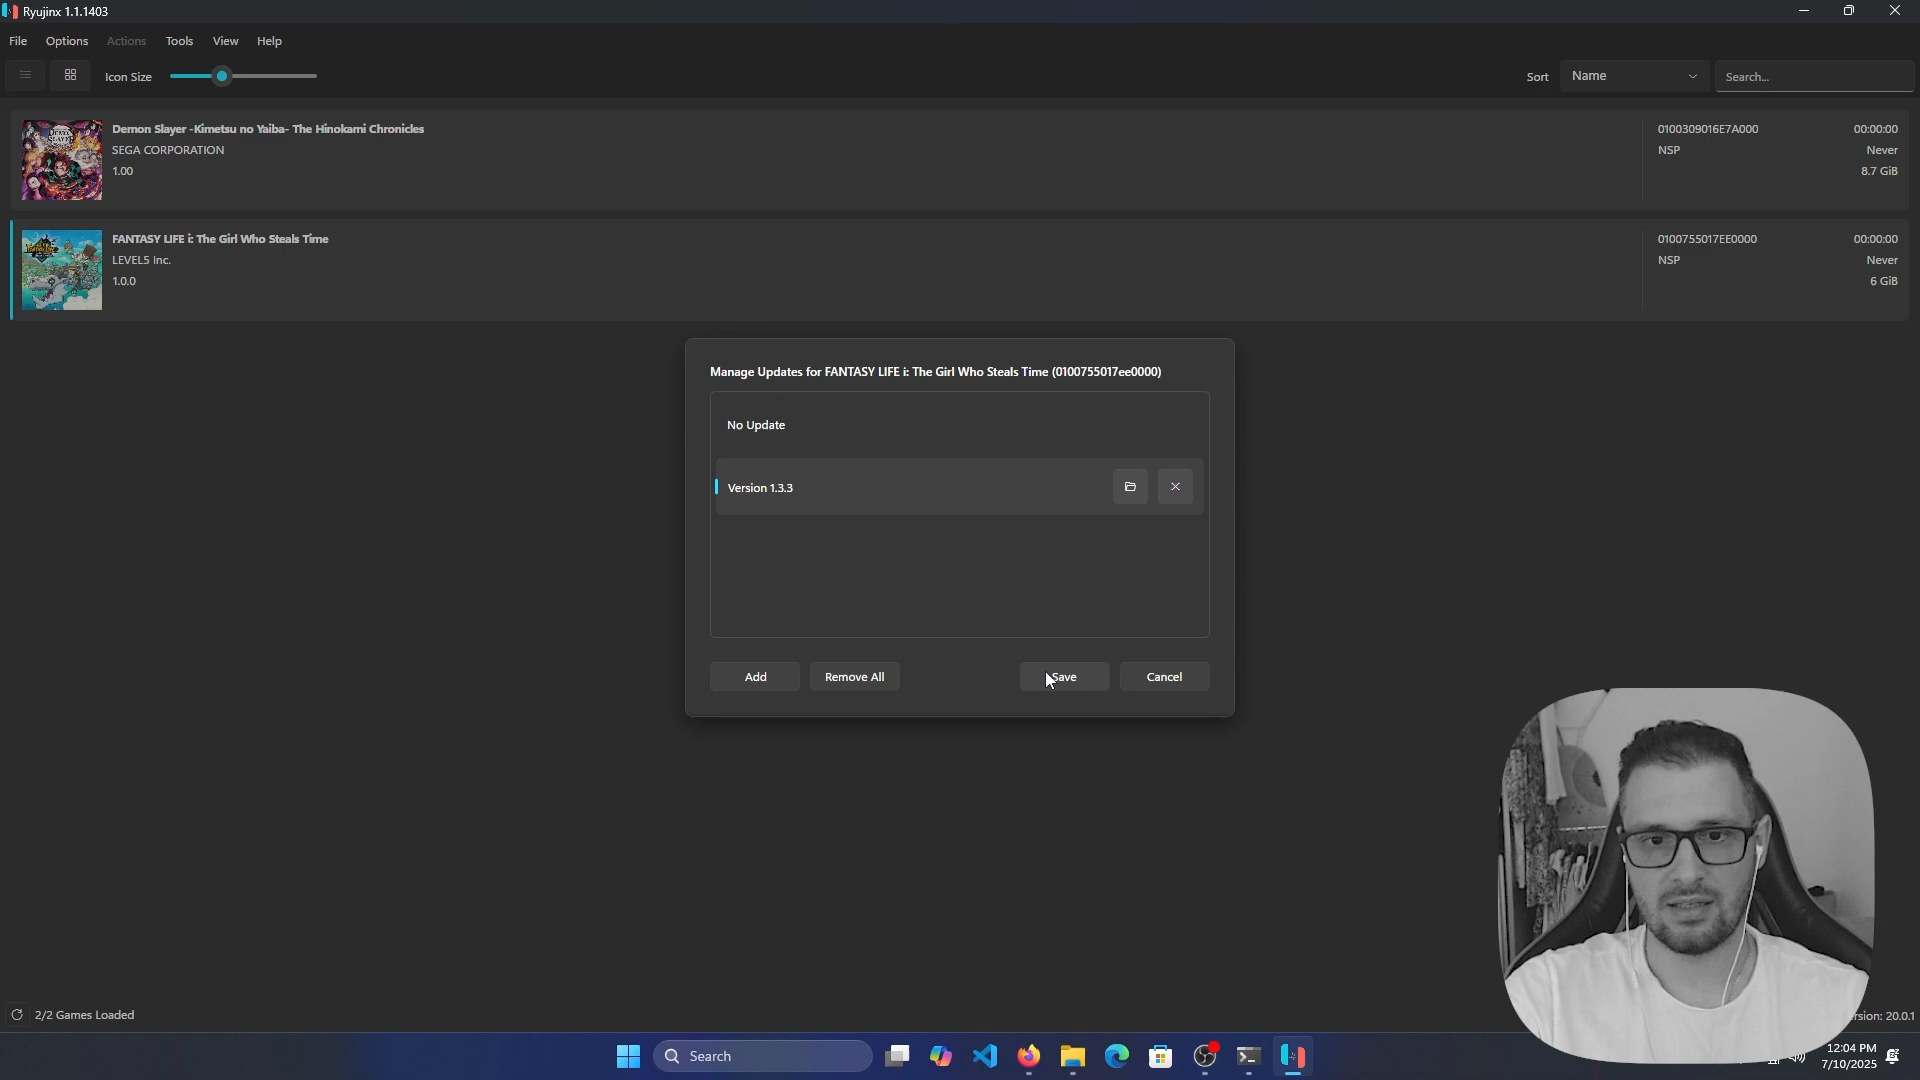 Ryujinx 1.1.1403
File Options Actions Tools View Help
Icon Size
Sort Name Search...
Demon Slayer -Kimetsu no Yaiba- The Hinokami Chronicles
SEGA CORPORATION
1.00
0100309016E7A000 00:00:00
NSP Never
8.7 GiB
FANTASY LIFE i: The Girl Who Steals Time
LEVEL5 Inc.
1.0.0
0100755017EE0000 00:00:00
NSP Never
6 GiB
Manage Updates for FANTASY LIFE i: The Girl Who Steals Time (0100755017ee0000)
No Update
Version 1.3.3
Add Remove All Save Cancel
2/2 Games Loaded
20.0.1
Search
12:04 PM
7/10/2025